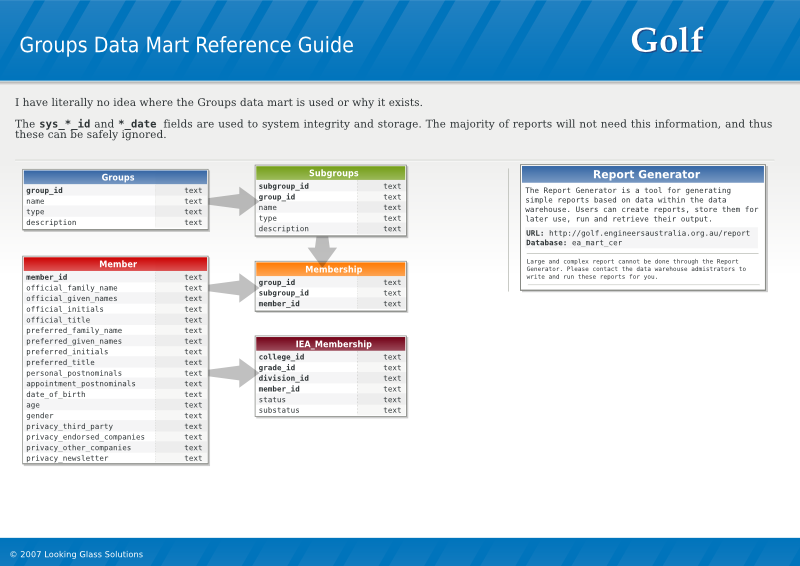 Groups Data Mart Reference Guide
Golf
I have literally no idea where the Groups data mart is used or why it exists.
The sys_*_id and *_date fields are used to system integrity and storage. The majority of reports will not need this information, and thus
these can be safely ignored.
Groups
group_id text
name text
type text
description text
Subgroups
subgroup_id text
group_id text
name text
type text
description text
Member
member_id text
official_family_name text
official_given_names text
official_initials text
official_title text
preferred_family_name text
preferred_given_names text
preferred_initials text
preferred_title text
personal_postnominals text
appointment_postnominals text
date_of_birth text
age text
gender text
privacy_third_party text
privacy_endorsed_companies text
privacy_other_companies text
privacy_newsletter text
Membership
group_id text
subgroup_id text
member_id text
IEA_Membership
college_id text
grade_id text
division_id text
member_id text
status text
substatus text
Report Generator
The Report Generator is a tool for generating
simple reports based on data within the data
warehouse. Users can create reports, store them for
later use, run and retrieve their output.
URL: http://golf.engineersaustralia.org.au/report
Database: ea_mart_cer
Large and complex report cannot be done through the Report
Generator. Please contact the data warehouse admistrators to
write and run these reports for you.
© 2007 Looking Glass Solutions